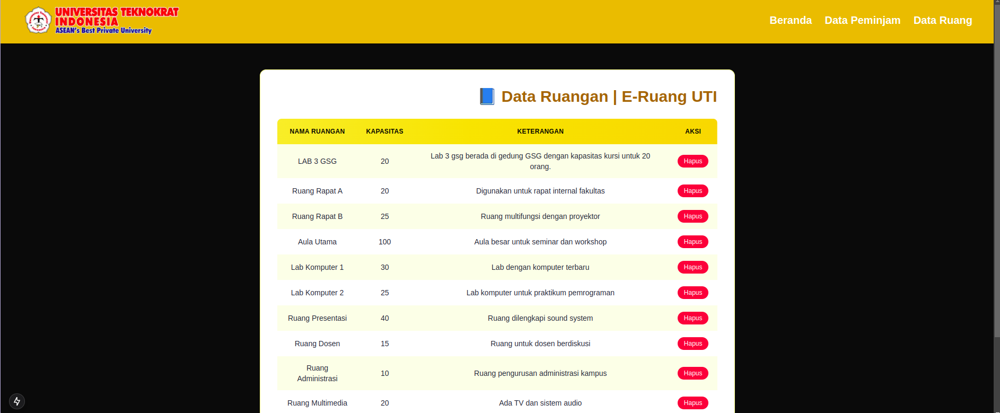 UNIVERSITAS TEKNOKRAT
INDONESIA
ASEAN's Best Private University
Beranda Data Peminjam Data Ruang
Data Ruangan | E-Ruang UTI
NAMA RUANGAN KAPASITAS KETERANGAN AKSI
LAB 3 GSG 20 Lab 3 gsg berada di gedung GSG dengan kapasitas kursi untuk 20
orang. Hapus
Ruang Rapat A 20 Digunakan untuk rapat internal fakultas Hapus
Ruang Rapat B 25 Ruang multifungsi dengan proyektor Hapus
Aula Utama 100 Aula besar untuk seminar dan workshop Hapus
Lab Komputer 1 30 Lab dengan komputer terbaru Hapus
Lab Komputer 2 25 Lab komputer untuk praktikum pemrograman Hapus
Ruang Presentasi 40 Ruang dilengkapi sound system Hapus
Ruang Dosen 15 Ruang untuk dosen berdiskusi Hapus
Ruang
Administrasi 10 Ruang pengurusan administrasi kampus Hapus
Ruang Multimedia 20 Ada TV dan sistem audio Hapus